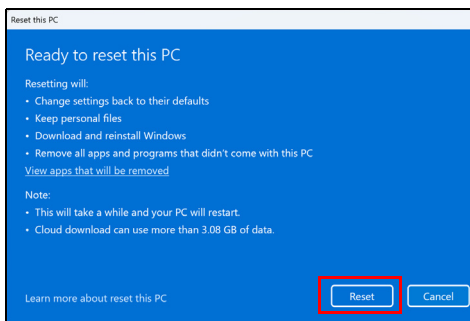 Reset this PC
Ready to reset this PC
Resetting will:
• Change settings back to their defaults
• Keep personal files
• Download and reinstall Windows
• Remove all apps and programs that didn't come with this PC
View apps that will be removed
Note:
• This will take a while and your PC will restart.
• Cloud download can use more than 3.08 GB of data.
Learn more about reset this PC
Reset
Cancel